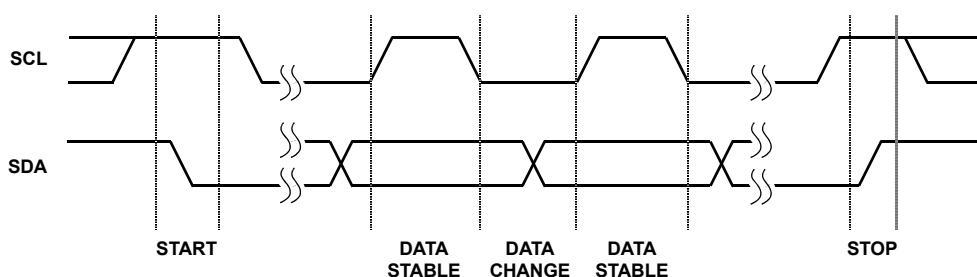 SCL
SDA
START
DATA STABLE
DATA CHANGE
DATA STABLE
STOP